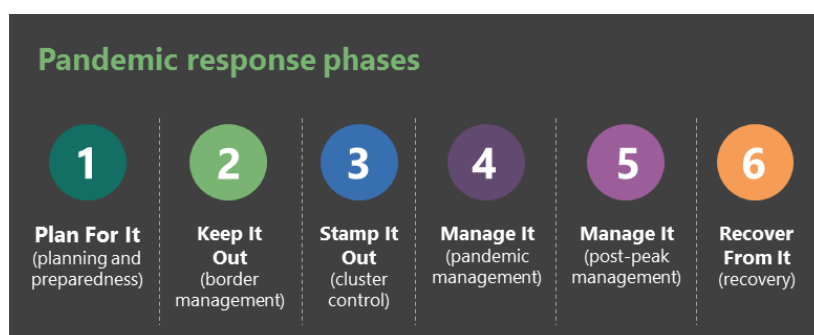 Pandemic response phases
1
Plan For It
(planning and
preparedness)
2
Keep It
Out
(border
management)
3
Stamp It
Out
(cluster
control)
4
Manage It
(pandemic
management)
5
Manage It
(post-peak
management)
6
Recover
From It
(recovery)